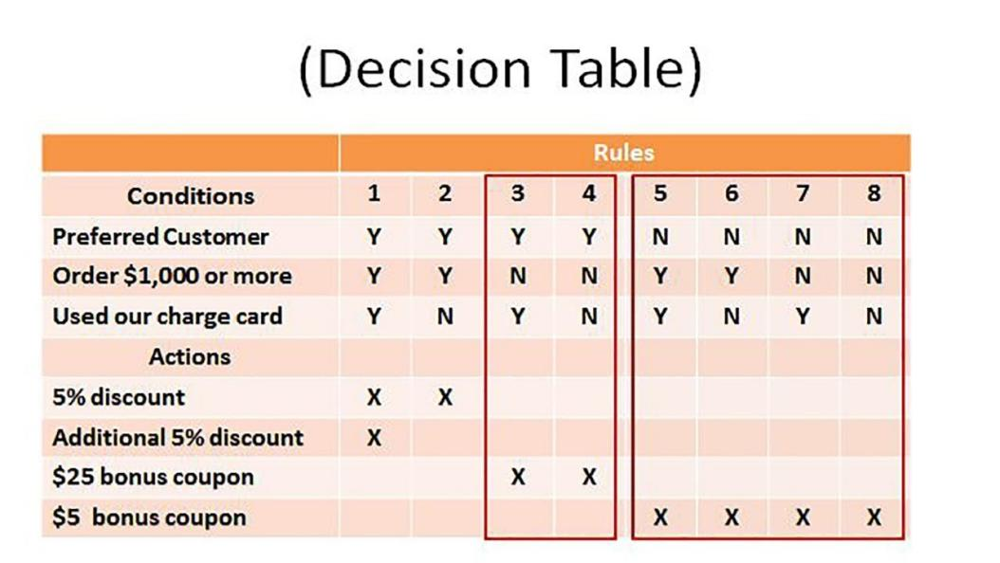 (Decision Table)
Rules
Conditions 1 2 3 4 5 6 7 8
Preferred Customer Y Y Y Y N N N N
Order $1,000 or more Y Y N N Y Y N N
Used our charge card Y N Y N Y N Y N
Actions
5% discount X X
Additional 5% discount X
$25 bonus coupon X X
$5 bonus coupon X X X X